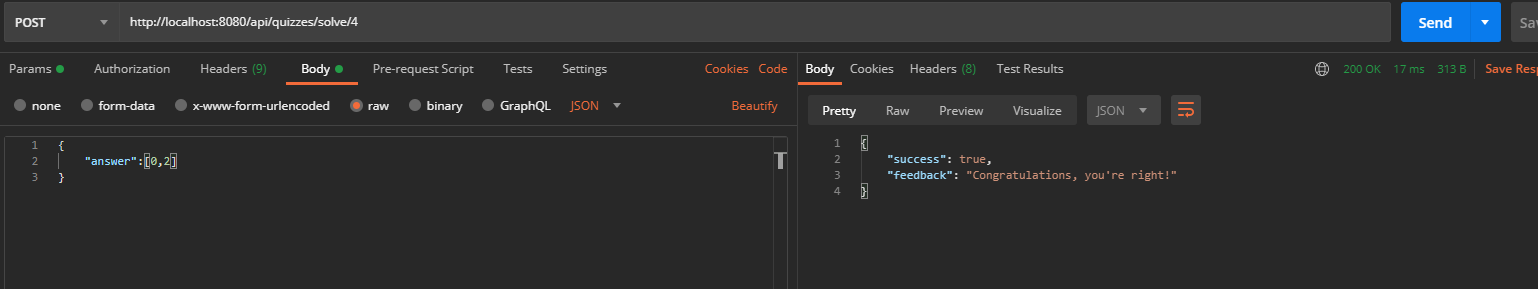 POST http://localhost:8080/api/quizzes/solve/4 Send Sav
Params Authorization Headers (9) Body Pre-request Script Tests Settings Cookies Code
none form-data x-www-form-urlencoded raw binary GraphQL JSON Beautify
1 {
2 "answer":[0,2]
3 }
Body Cookies Headers (8) Test Results 200 OK 17 ms 313 B Save Resp
Pretty Raw Preview Visualize JSON
1 {
2 "success": true,
3 "feedback": "Congratulations, you're right!"
4 }